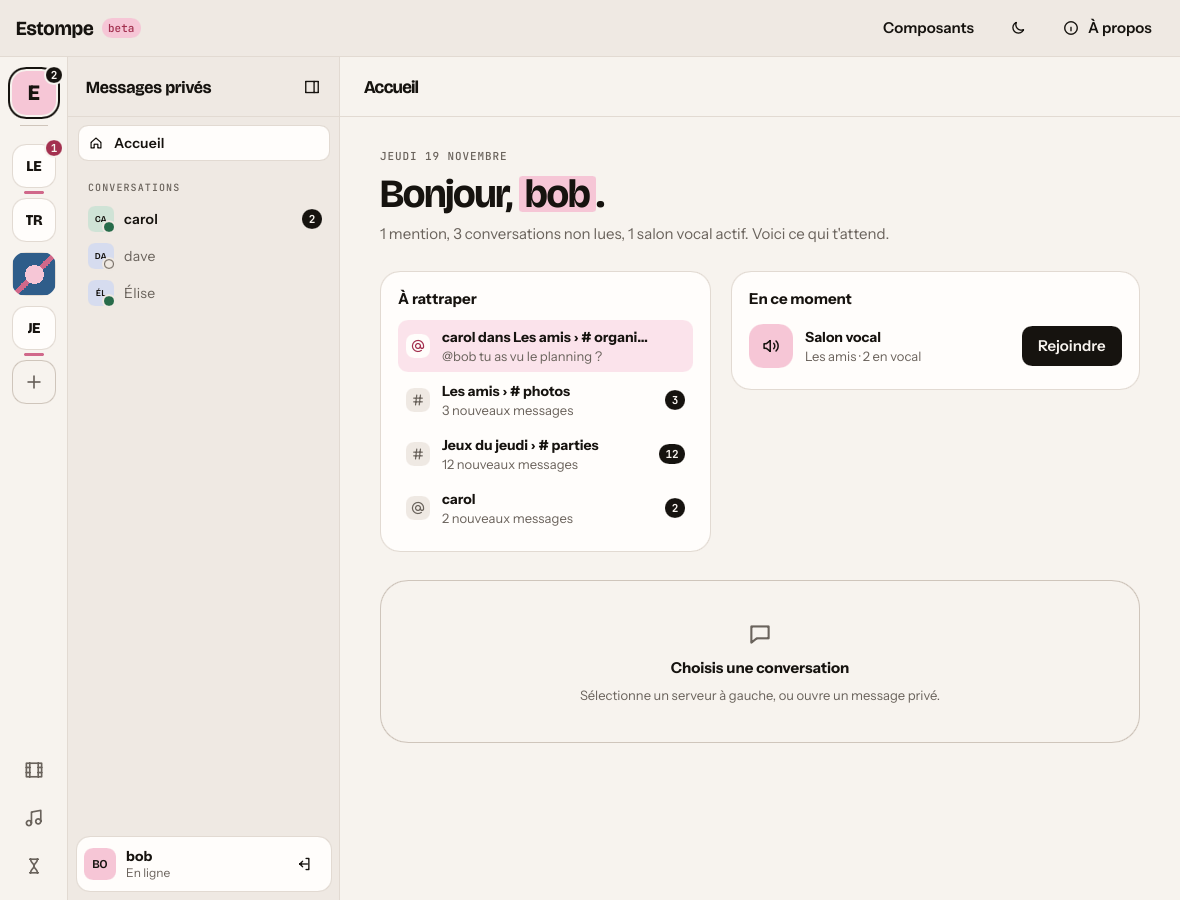 Estompe beta
Composants
À propos
E 2
LE 1
TR
JE
Messages privés
Accueil
CONVERSATIONS
CA carol 2
DA dave
ÉL Élise
BO bob
En ligne
Accueil
JEUDI 19 NOVEMBRE
Bonjour, bob.
1 mention, 3 conversations non lues, 1 salon vocal actif. Voici ce qui t'attend.
À rattraper
carol dans Les amis › # organi…
@bob tu as vu le planning ?
Les amis › # photos
3 nouveaux messages
3
Jeux du jeudi › # parties
12 nouveaux messages
12
carol
2 nouveaux messages
2
En ce moment
Salon vocal
Les amis · 2 en vocal
Rejoindre
Choisis une conversation
Sélectionne un serveur à gauche, ou ouvre un message privé.